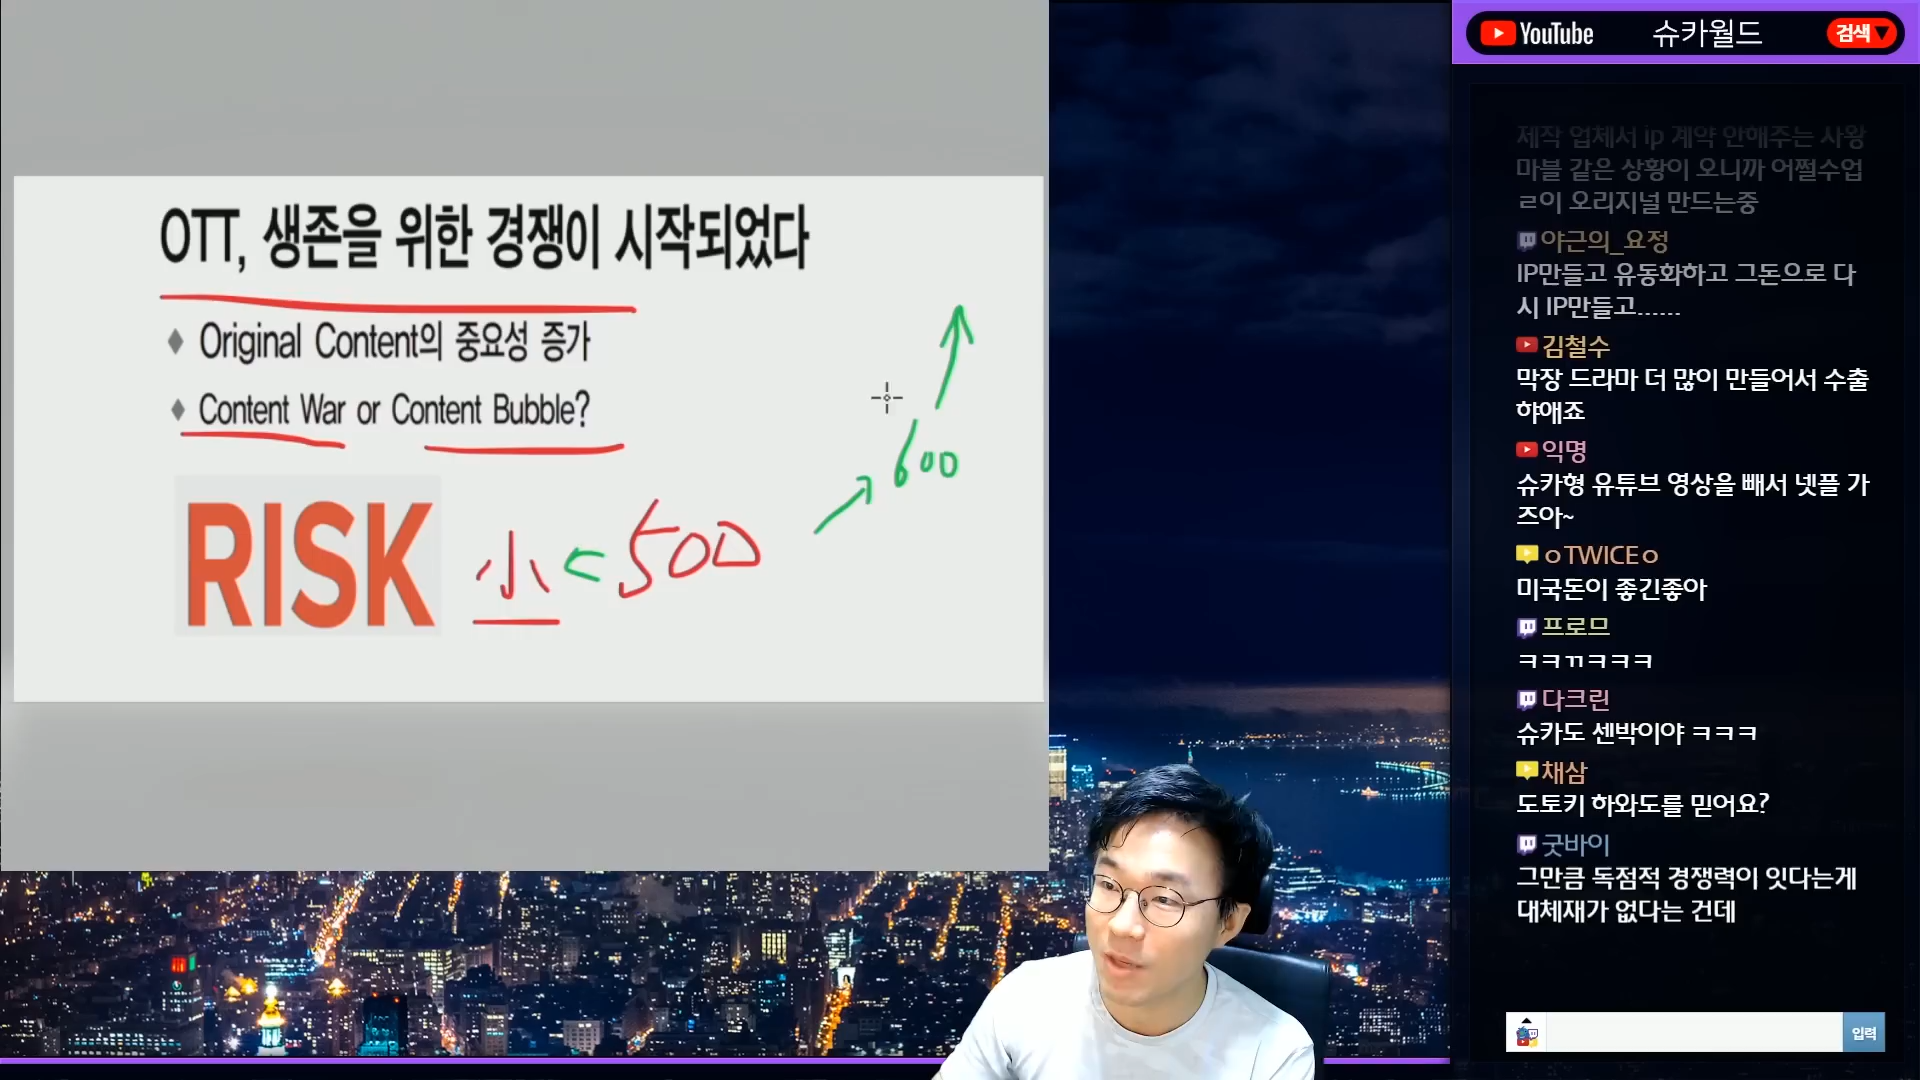 OTT, 생존을 위한 경쟁이 시작되었다
Original Content의 중요성 증가
Content War or Content Bubble?
RISK
小 < 500
600
YouTube 슈카월드 검색▼
제작 업체서 ip 계약 안해주는 사왕
마블 같은 상황이 오니까 어쩔수업
ㄹ이 오리지널 만드는중
야근의_요정
IP만들고 유동화하고 그돈으로 다
시 IP만들고......
김철수
막장 드라마 더 많이 만들어서 수출
햐애죠
익명
슈카형 유튜브 영상을 빼서 넷플 가
즈아~
ㅇTWICEㅇ
미국돈이 좋긴좋아
프로므
ㅋㅋㄲㅋㅋㅋ
다크린
슈카도 센박이야 ㅋㅋㅋ
채삼
도토키 하와도를 믿어요?
굿바이
그만큼 독점적 경쟁력이 잇다는게
대체재가 없다는 건데
입력